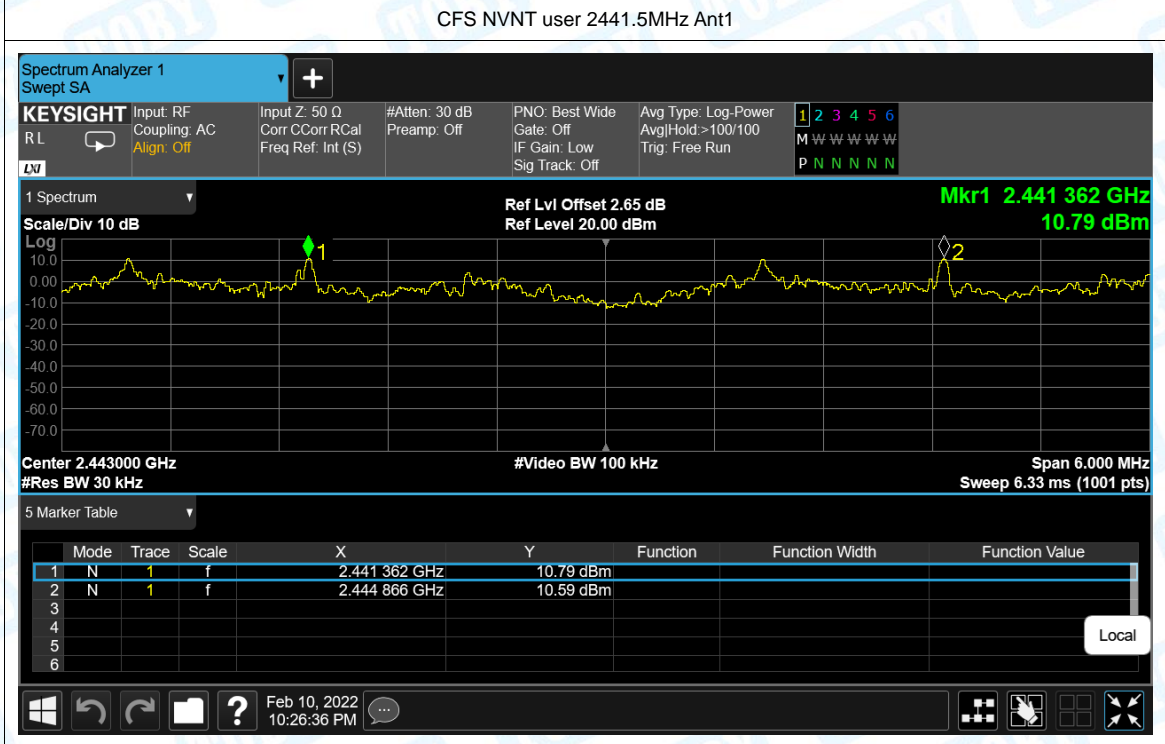 CFS NVNT user 2441.5MHz Ant1
Spectrum Analyzer 1
Swept SA
+
KEYSIGHT Input: RF Input Z: 50 Ω #Atten: 30 dB PNO: Best Wide Avg Type: Log-Power 1 2 3 4 5 6
RL Coupling: AC Corr CCorr RCal Preamp: Off Gate: Off Avg|Hold:>100/100 M W W W W W
Align: Off Freq Ref: Int (S) IF Gain: Low Trig: Free Run
LXI Sig Track: Off P N N N N N
1 Spectrum Ref Lvl Offset 2.65 dB Mkr1 2.441 362 GHz
Scale/Div 10 dB Ref Level 20.00 dBm 10.79 dBm
Log
1 2
10.0
0.00
-10.0
-20.0
-30.0
-40.0
-50.0
-60.0
-70.0
Center 2.443000 GHz #Video BW 100 kHz Span 6.000 MHz
#Res BW 30 kHz Sweep 6.33 ms (1001 pts)
5 Marker Table
Mode Trace Scale X Y Function Function Width Function Value
1 N 1 f 2.441 362 GHz 10.79 dBm
2 N 1 f 2.444 866 GHz 10.59 dBm
3
4
5
6
Local
? Feb 10, 2022
10:26:36 PM